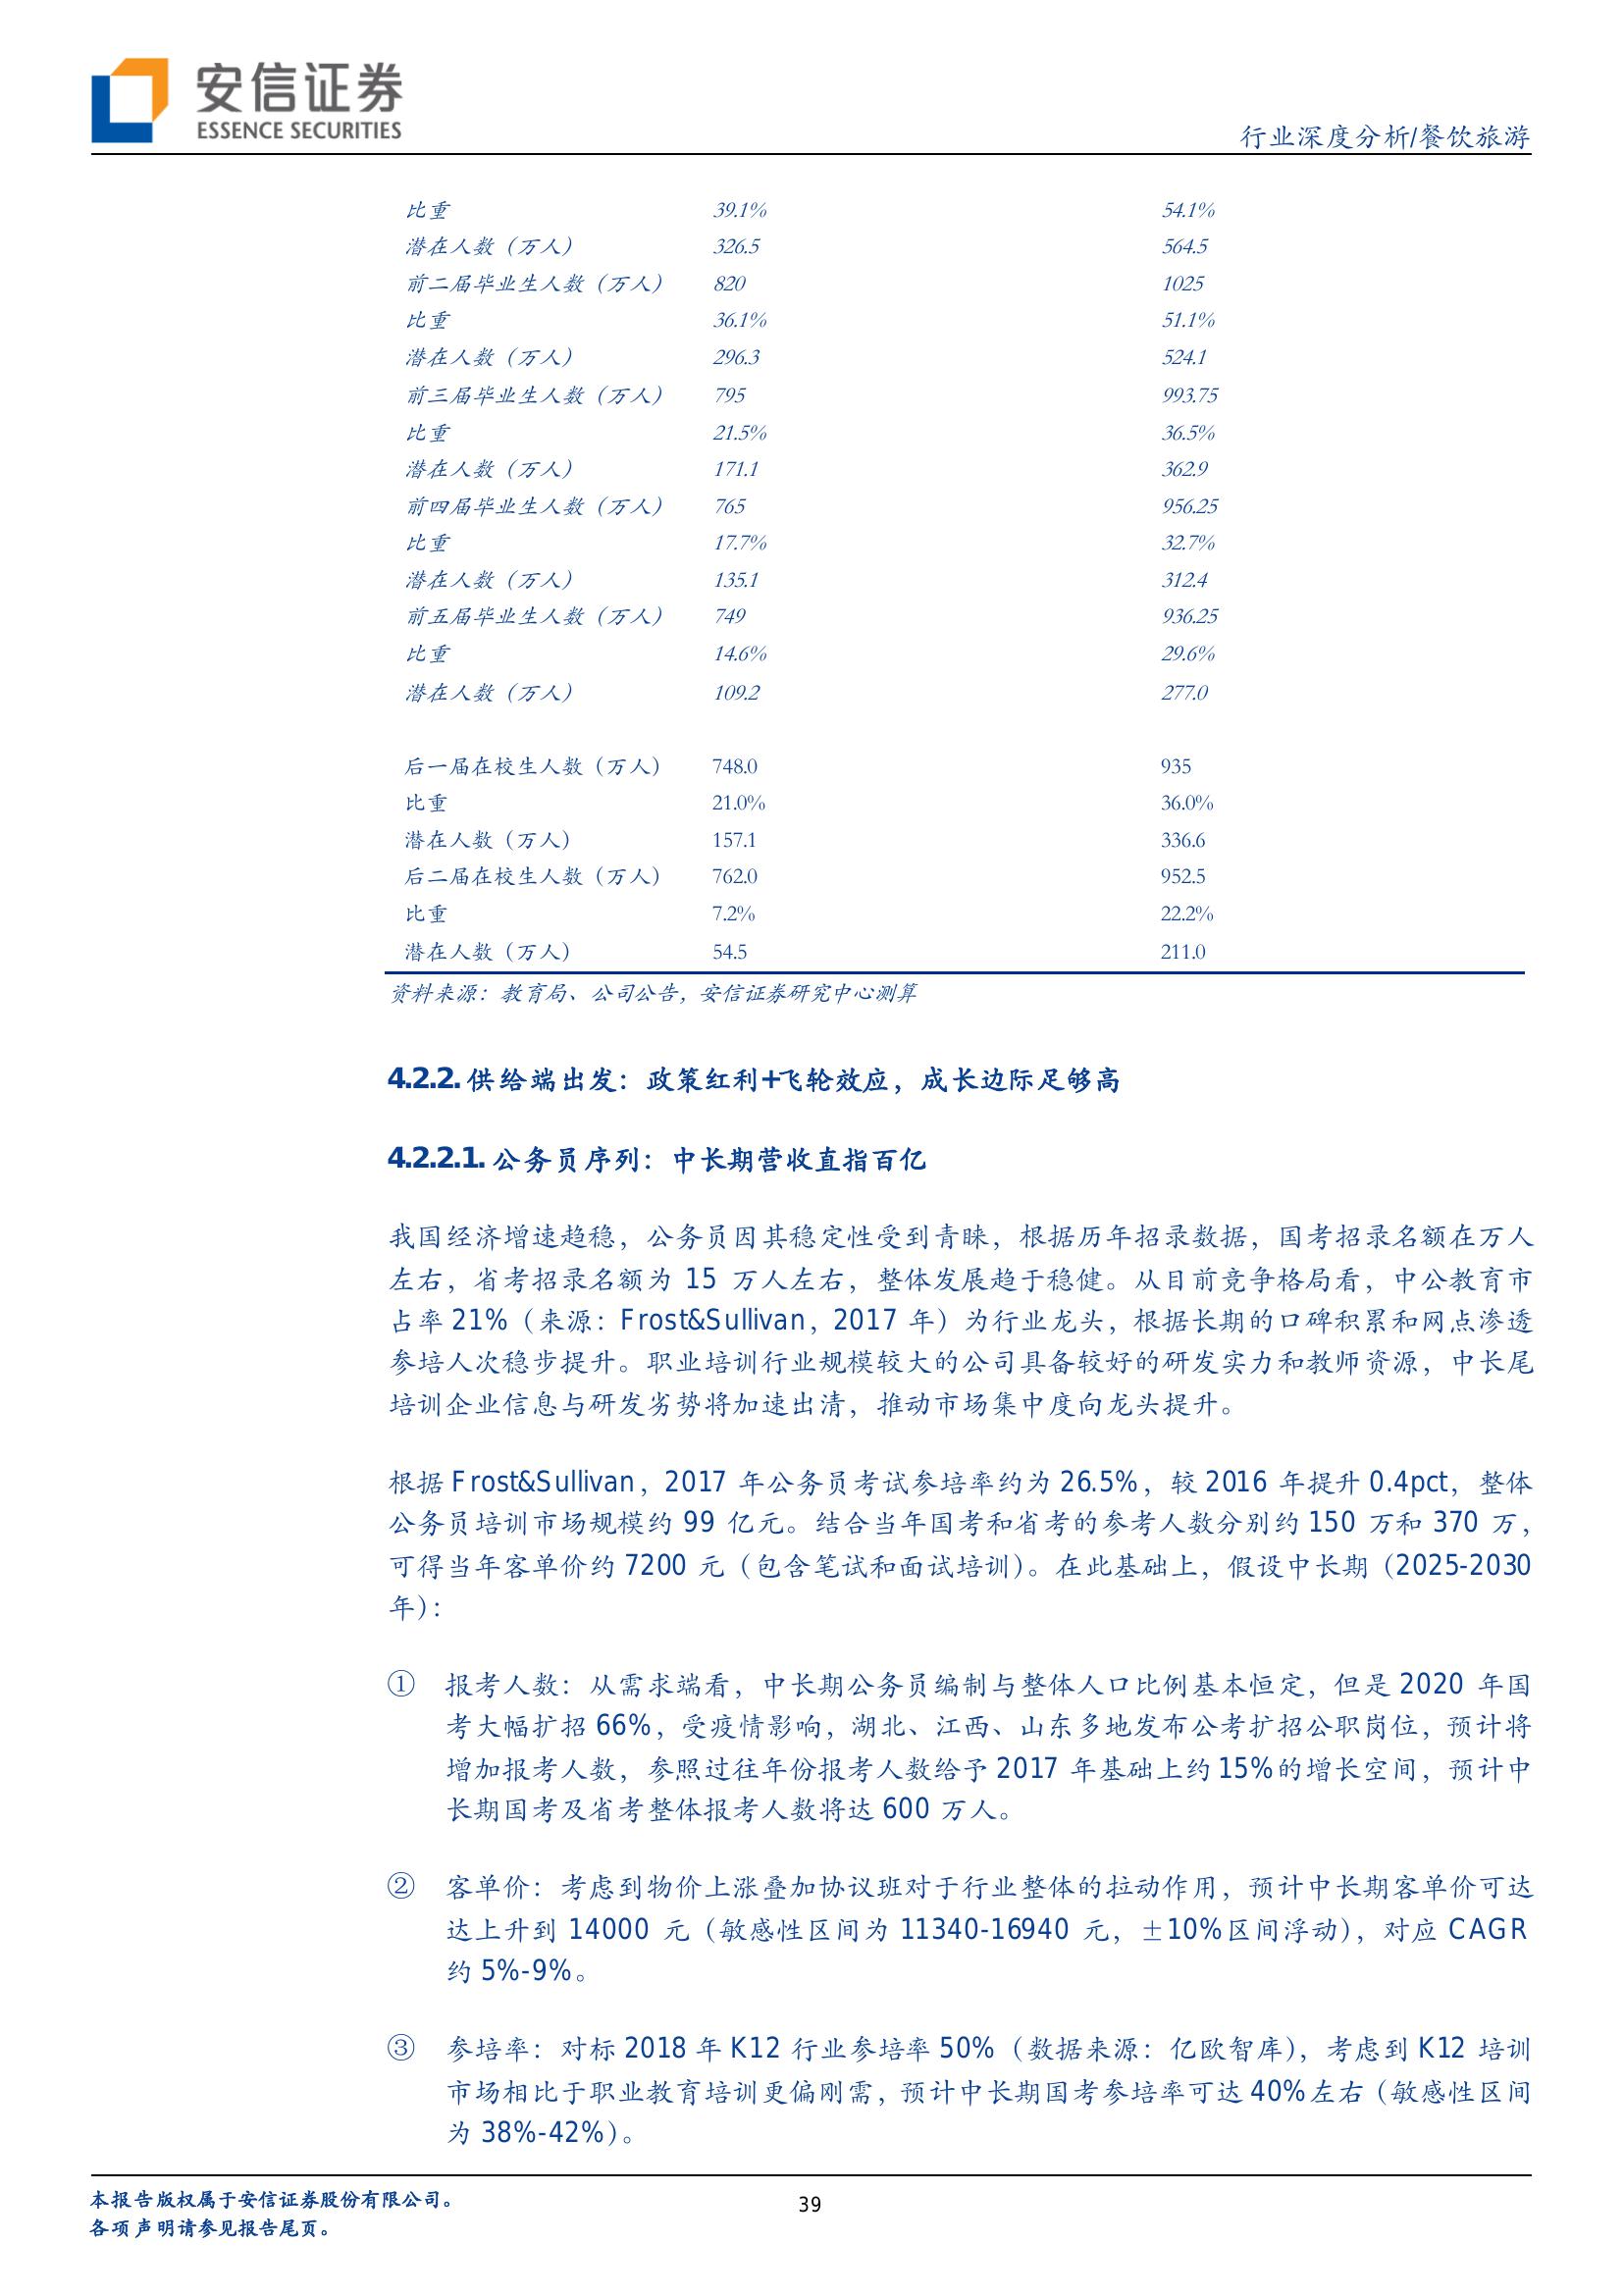 安信证券
ESSENCE SECURITIES
行业深度分析/餐饮旅游
比重 39.1% 54.1%
潜在人数（万人） 326.5 564.5
前二届毕业生人数（万人） 820 1025
比重 36.1% 51.1%
潜在人数（万人） 296.3 524.1
前三届毕业生人数（万人） 795 993.75
比重 21.5% 36.5%
潜在人数（万人） 171.1 362.9
前四届毕业生人数（万人） 765 956.25
比重 17.7% 32.7%
潜在人数（万人） 135.1 312.4
前五届毕业生人数（万人） 749 936.25
比重 14.6% 29.6%
潜在人数（万人） 109.2 277.0
后一届在校生人数（万人） 748.0 935
比重 21.0% 36.0%
潜在人数（万人） 157.1 336.6
后二届在校生人数（万人） 762.0 952.5
比重 7.2% 22.2%
潜在人数（万人） 54.5 211.0
资料来源：教育局、公司公告，安信证券研究中心测算
4.2.2. 供给端出发：政策红利+飞轮效应，成长边际足够高
4.2.2.1. 公务员序列：中长期营收直指百亿
我国经济增速趋稳，公务员因其稳定性受到青睐，根据历年招录数据，国考招录名额在万人
左右，省考招录名额为 15 万人左右，整体发展趋于稳健。从目前竞争格局看，中公教育市
占率 21%（来源：Frost&Sullivan，2017 年）为行业龙头，根据长期的口碑积累和网点渗透
参培人次稳步提升。职业培训行业规模较大的公司具备较好的研发实力和教师资源，中长尾
培训企业信息与研发劣势将加速出清，推动市场集中度向龙头提升。
根据 Frost&Sullivan，2017 年公务员考试参培率约为 26.5%，较 2016 年提升 0.4pct，整体
公务员培训市场规模约 99 亿元。结合当年国考和省考的参考人数分别约 150 万和 370 万，
可得当年客单价约 7200 元（包含笔试和面试培训）。在此基础上，假设中长期（2025-2030
年）：
① 报考人数：从需求端看，中长期公务员编制与整体人口比例基本恒定，但是 2020 年国
考大幅扩招 66%，受疫情影响，湖北、江西、山东多地发布公考扩招公职岗位，预计将
增加报考人数，参照过往年份报考人数给予 2017 年基础上约 15%的增长空间，预计中
长期国考及省考整体报考人数将达 600 万人。
② 客单价：考虑到物价上涨叠加协议班对于行业整体的拉动作用，预计中长期客单价可达
达上升到 14000 元（敏感性区间为 11340-16940 元，±10%区间浮动），对应 CAGR
约 5%-9%。
③ 参培率：对标 2018 年 K12 行业参培率 50%（数据来源：亿欧智库），考虑到 K12 培训
市场相比于职业教育培训更偏刚需，预计中长期国考参培率可达 40%左右（敏感性区间
为 38%-42%）。
本报告版权属于安信证券股份有限公司。
各项声明请参见报告尾页。
39